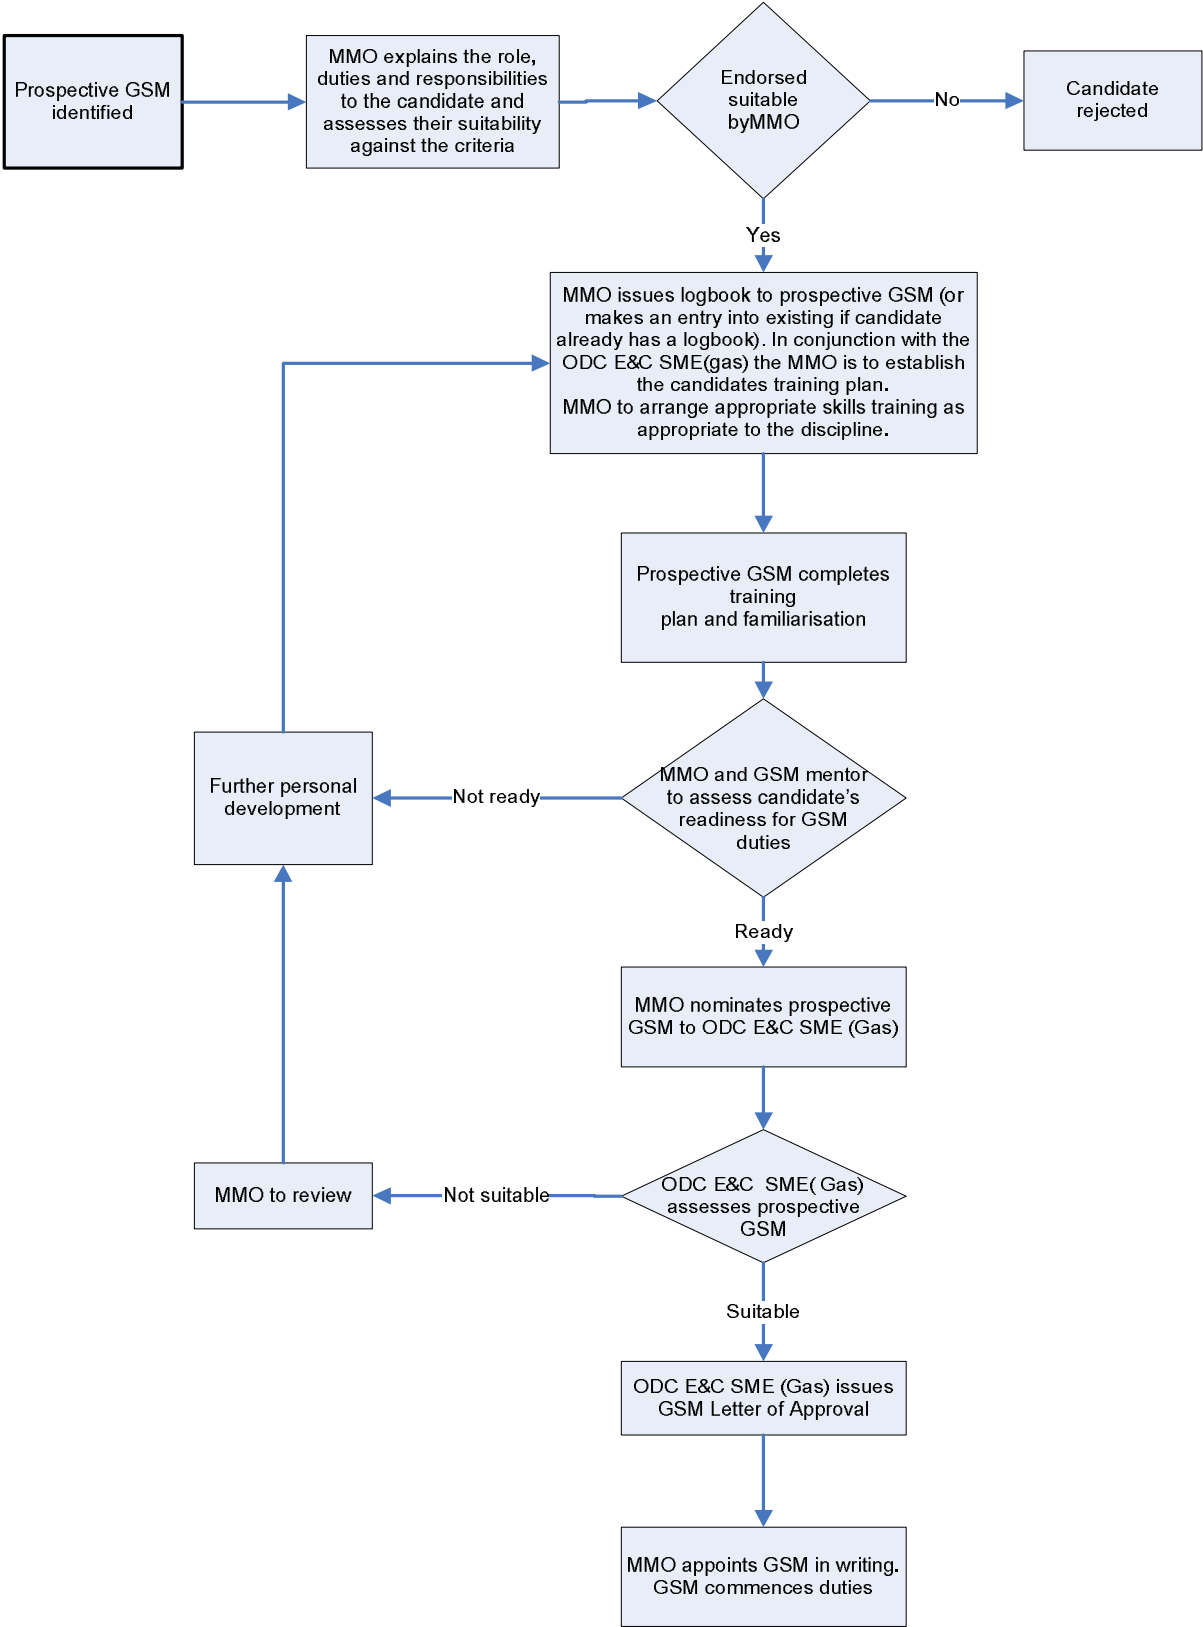 Prospective GSM
identified
MMO explains the role,
duties and responsibilities
to the candidate and
assesses their suitability
against the criteria
Endorsed
suitable
byMMO
No
Candidate
rejected
Yes
MMO issues logbook to prospective GSM (or
makes an entry into existing if candidate
already has a logbook). In conjunction with the
ODC E&C SME(gas) the MMO is to establish
the candidates training plan.
MMO to arrange appropriate skills training as
appropriate to the discipline.
Prospective GSM completes
training
plan and familiarisation
MMO and GSM mentor
to assess candidate's
readiness for GSM
duties
Not ready
Further personal
development
Ready
MMO nominates prospective
GSM to ODC E&C SME (Gas)
ODC E&C  SME( Gas)
assesses prospective
GSM
Not suitable
MMO to review
Suitable
ODC E&C SME (Gas) issues
GSM Letter of Approval
MMO appoints GSM in writing.
GSM commences duties